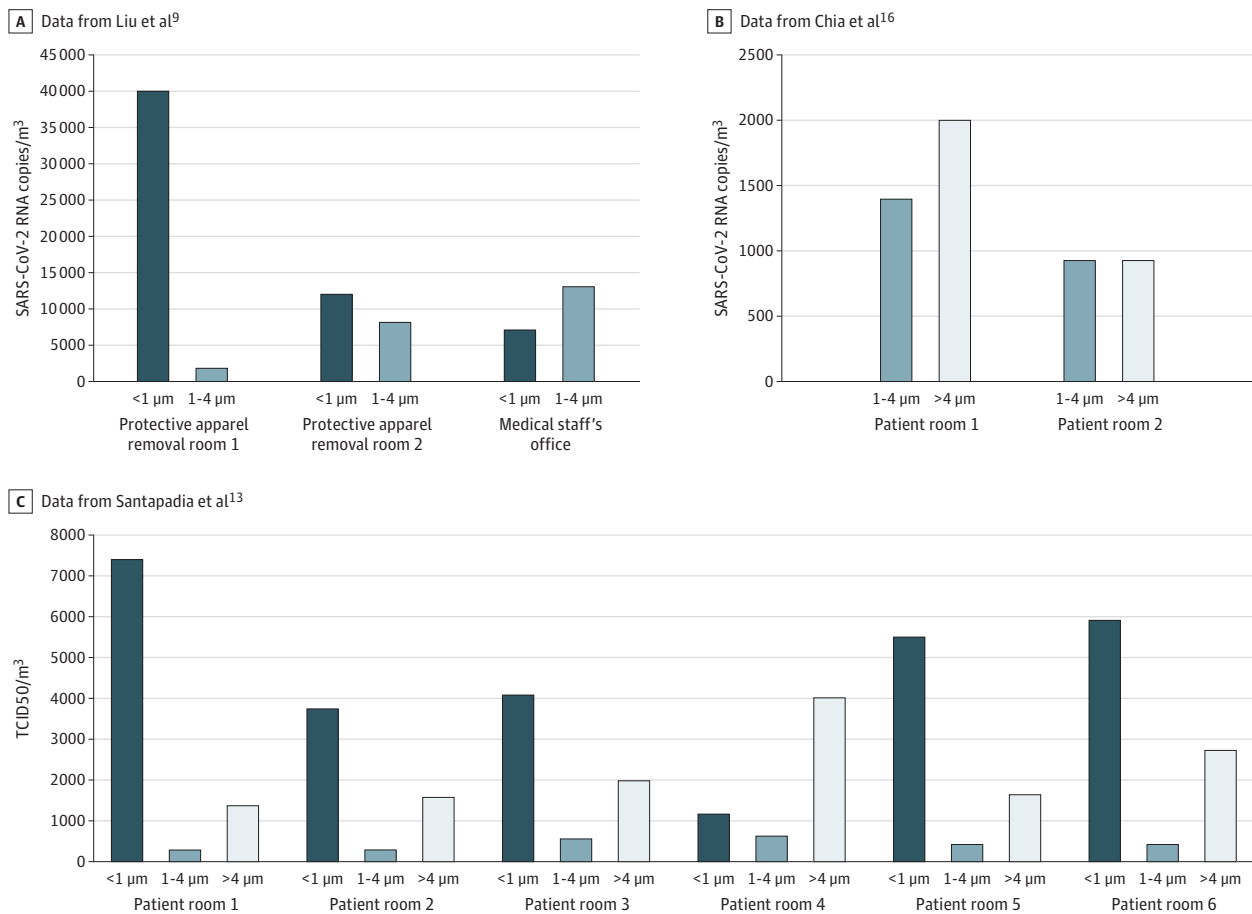 A Data from Liu et al⁹
SARS-CoV-2 RNA copies/m³
45 000
40 000
35 000
30 000
25 000
20 000
15 000
10 000
5000
0
<1 μm 1-4 μm <1 μm 1-4 μm <1 μm 1-4 μm
Protective apparel removal room 1
Protective apparel removal room 2
Medical staff's office
B Data from Chia et al¹⁶
SARS-CoV-2 RNA copies/m³
2500
2000
1500
1000
500
0
1-4 μm >4 μm 1-4 μm >4 μm
Patient room 1 Patient room 2
C Data from Santapadia et al¹³
TCID50/m³
8000
7000
6000
5000
4000
3000
2000
1000
0
<1 μm 1-4 μm >4 μm <1 μm 1-4 μm >4 μm <1 μm 1-4 μm >4 μm <1 μm 1-4 μm >4 μm <1 μm 1-4 μm >4 μm <1 μm 1-4 μm >4 μm
Patient room 1 Patient room 2 Patient room 3 Patient room 4 Patient room 5 Patient room 6